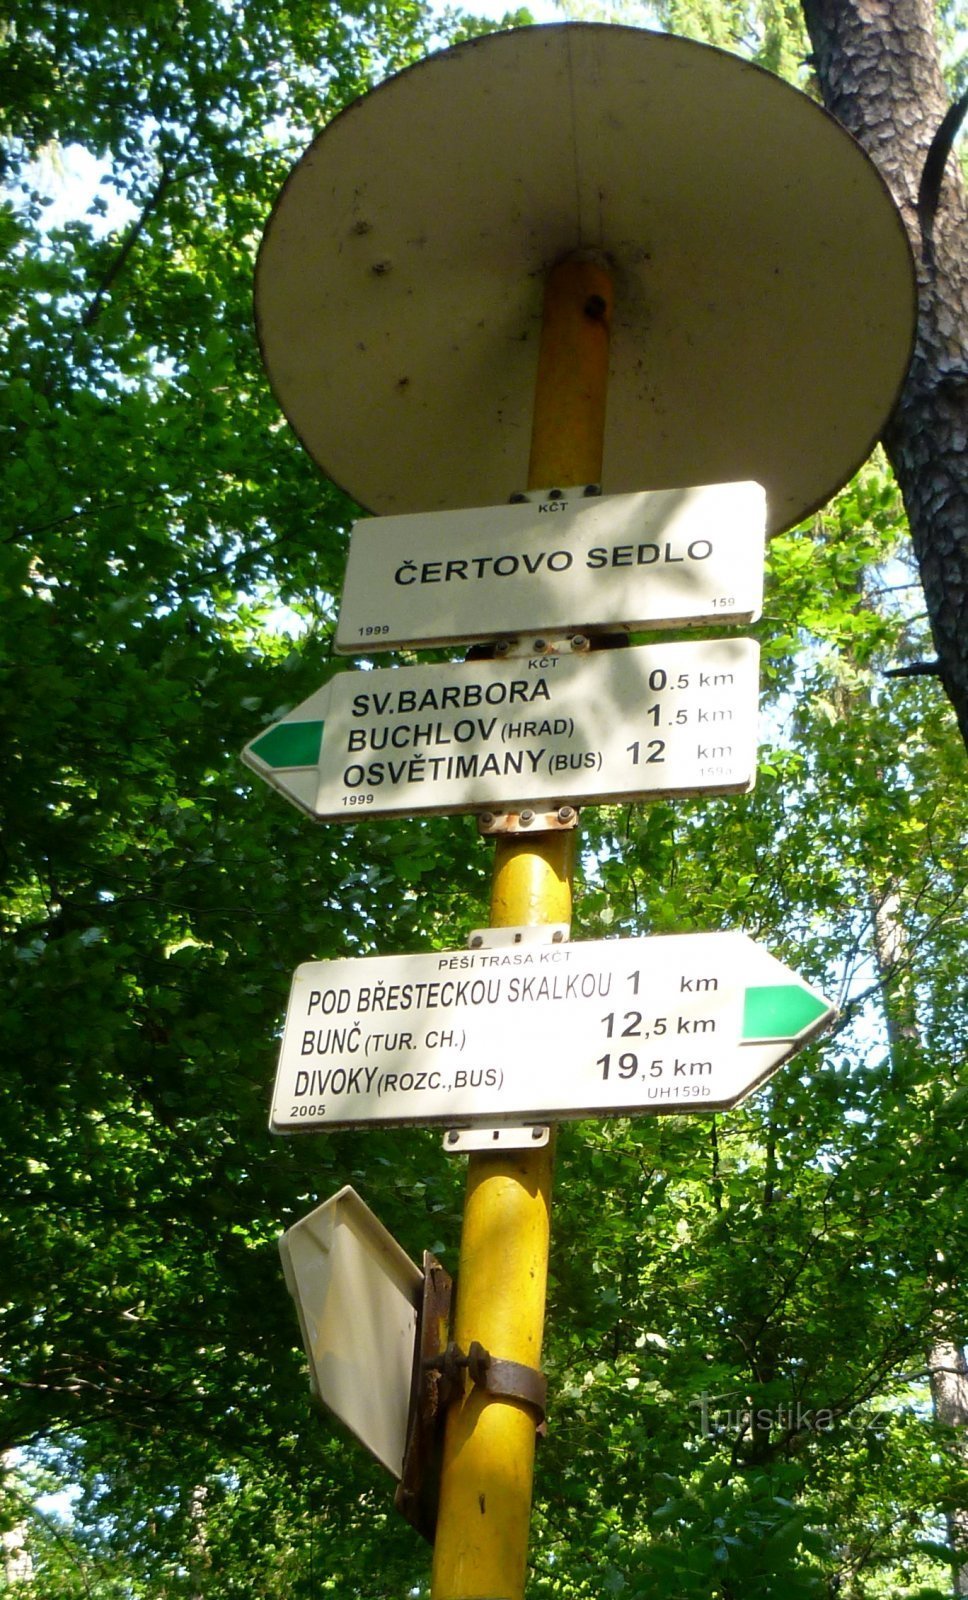 KČT
ČERTOVO SEDLO
1999 159
KČT
SV.BARBORA 0.5 km
BUCHLOV (HRAD) 1.5 km
OSVĚTIMANY (BUS) 12 km
1999 159a
PĚŠÍ TRASA KČT
POD BŘESTECKOU SKALKOU 1 km
BUNČ (TUR. CH.) 12,5 km
DIVOKY (ROZC.,BUS) 19,5 km
2005 UH159b
Turistika.cz